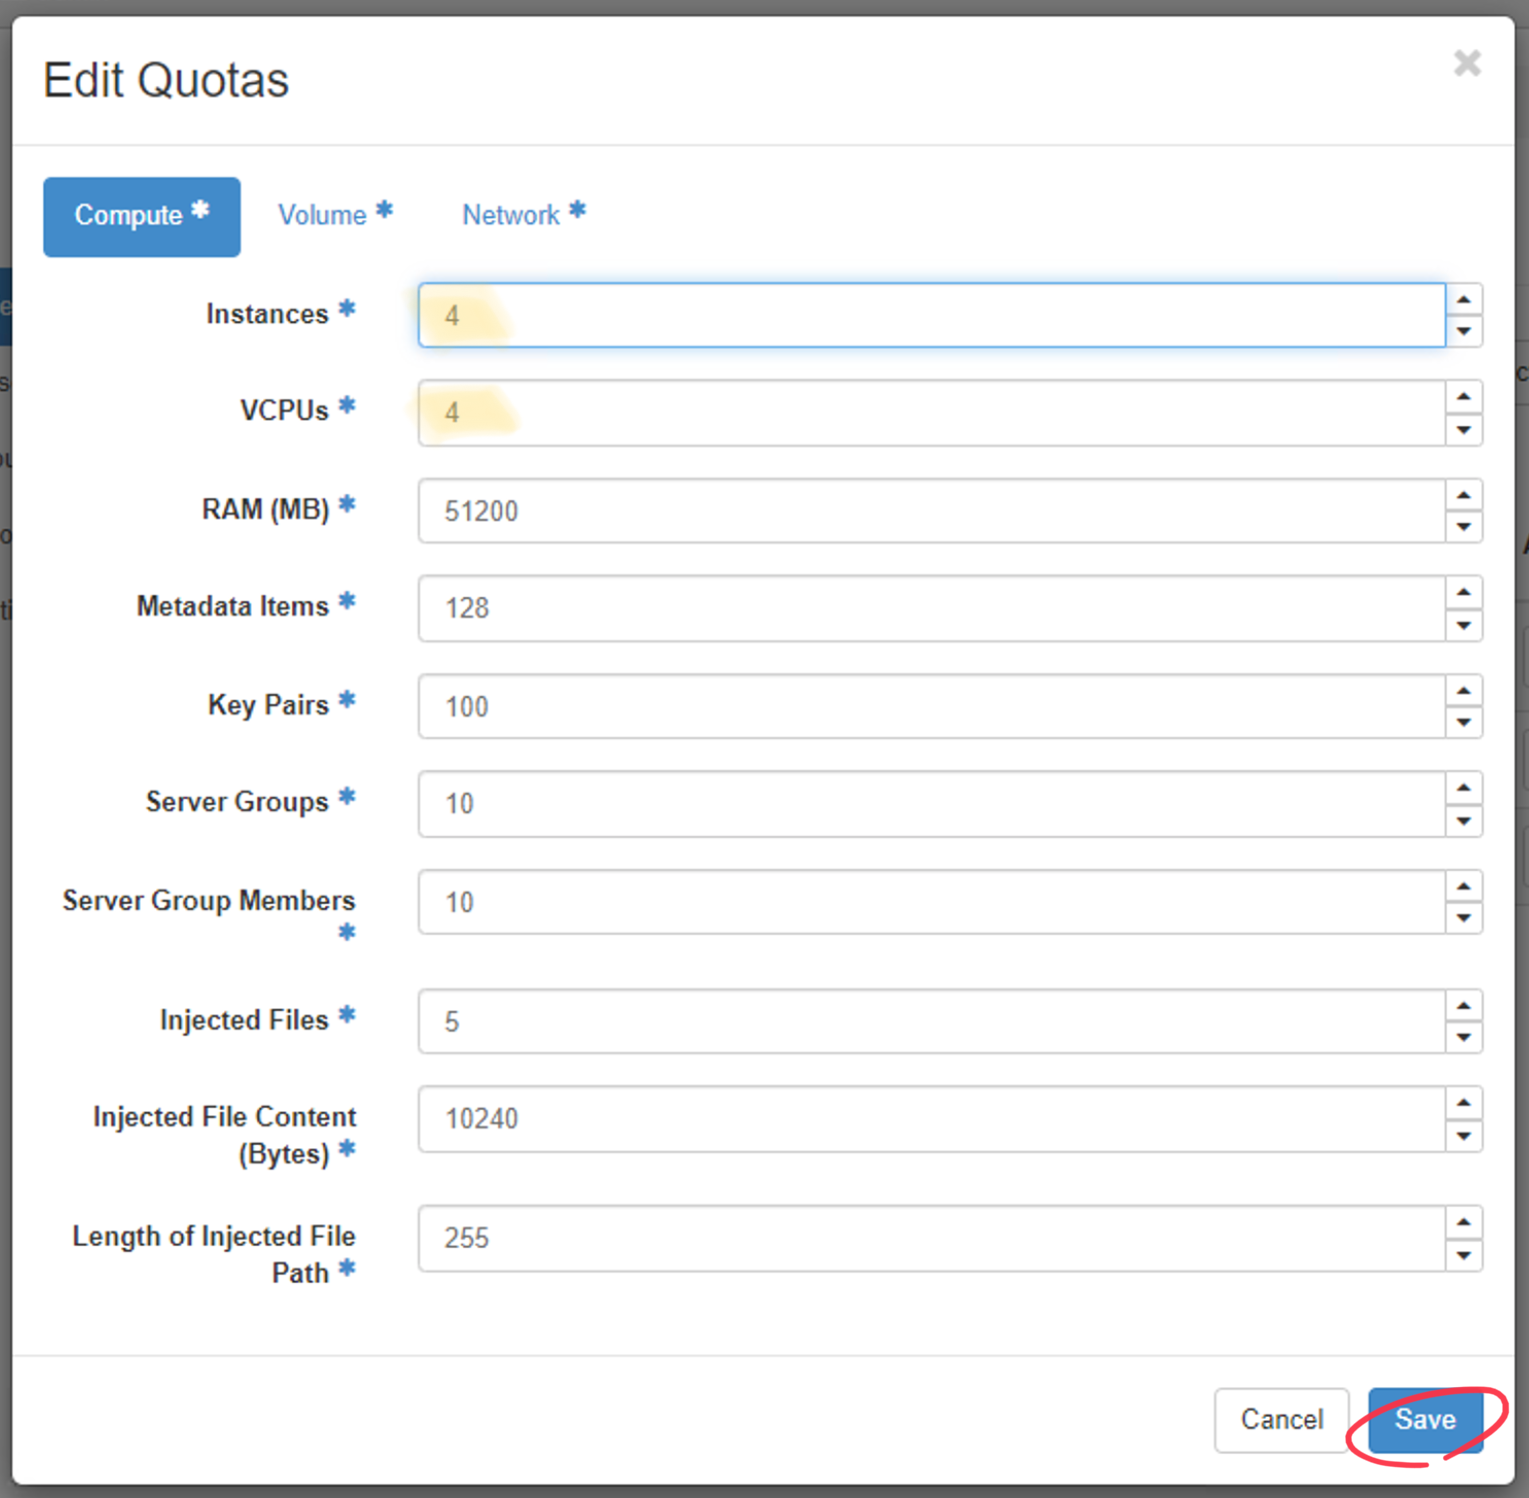 Edit Quotas
Compute *
Volume *
Network *
Instances *
4
VCPUs *
4
RAM (MB) *
51200
Metadata Items *
128
Key Pairs *
100
Server Groups *
10
Server Group Members
*
10
Injected Files *
5
Injected File Content
(Bytes) *
10240
Length of Injected File
Path *
255
Cancel
Save